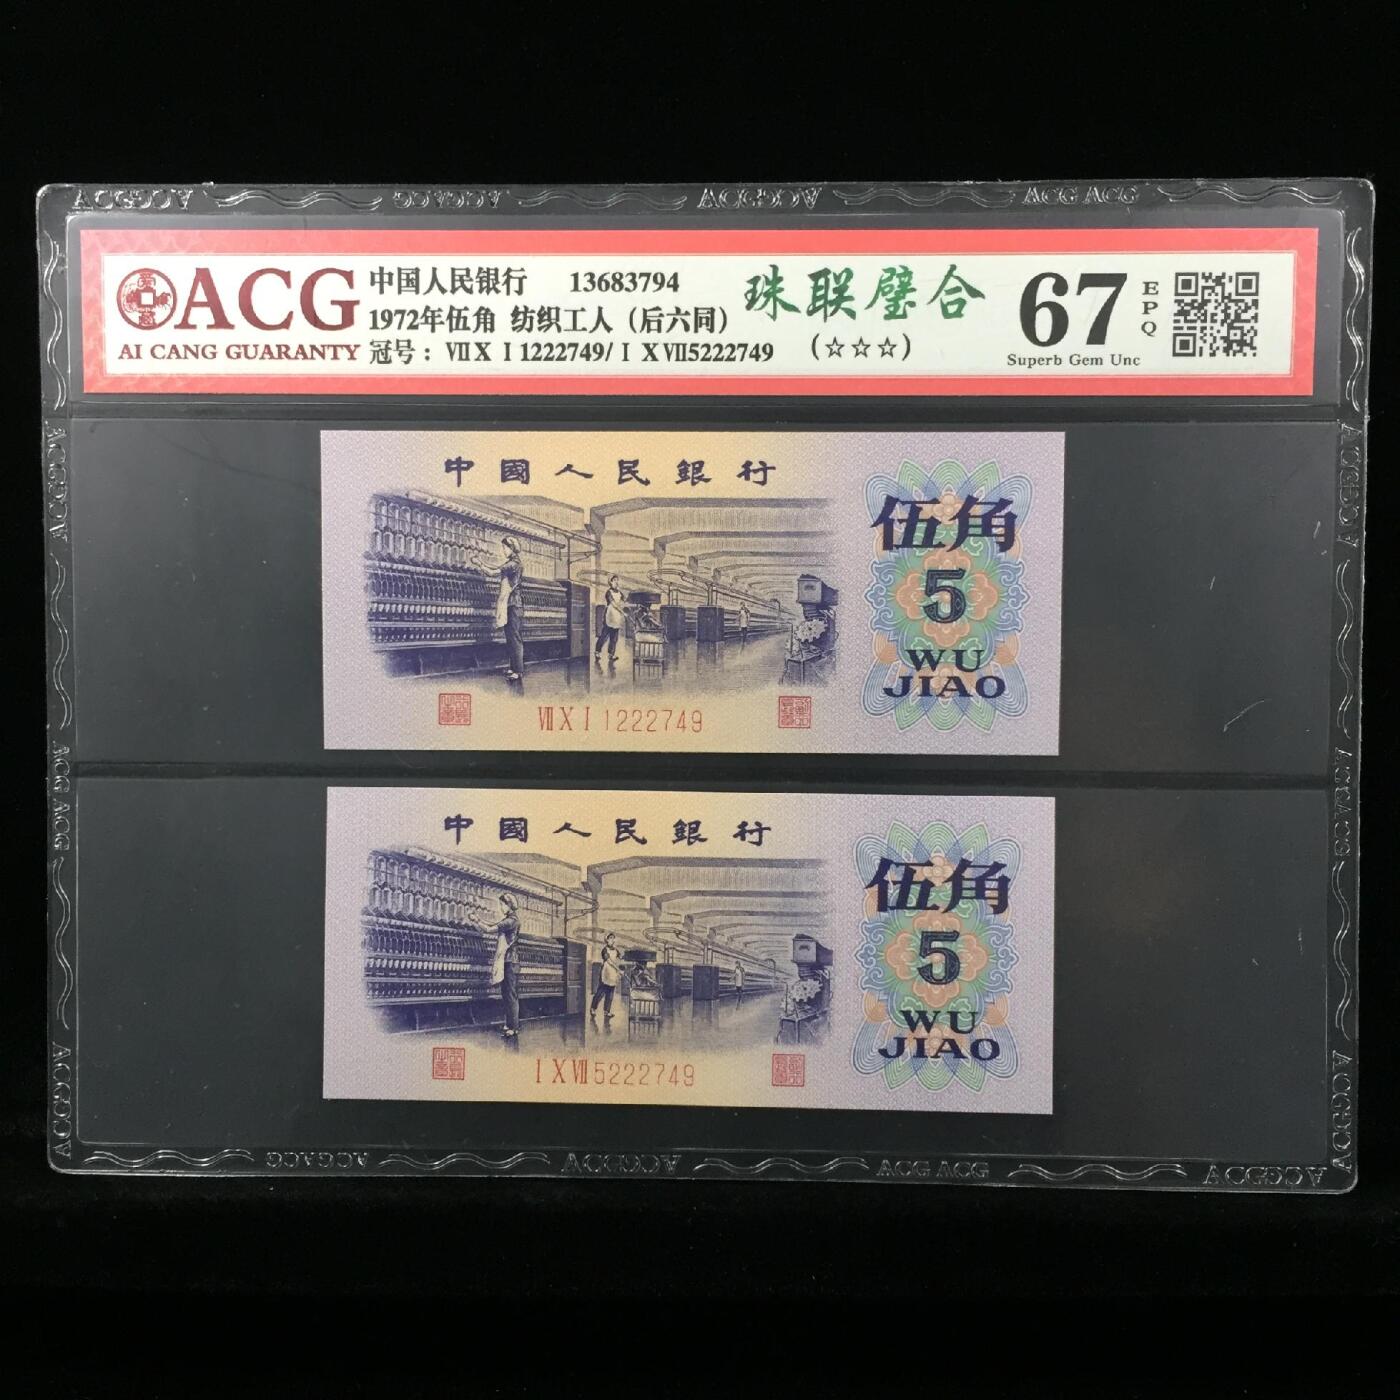 ACG
AI CANG GUARANTY
中国人民银行 13683794
1972年伍角 纺织工人（后六同）
冠号：ⅦⅩⅠ1222749/ⅠⅩⅦ5222749
珠联璧合
（☆☆☆）
67
EPQ
Superb Gem Unc
中國人民銀行
伍角
5
WU
JIAO
ⅦⅩⅠ1222749
中國人民銀行
伍角
5
WU
JIAO
ⅠⅩⅦ5222749